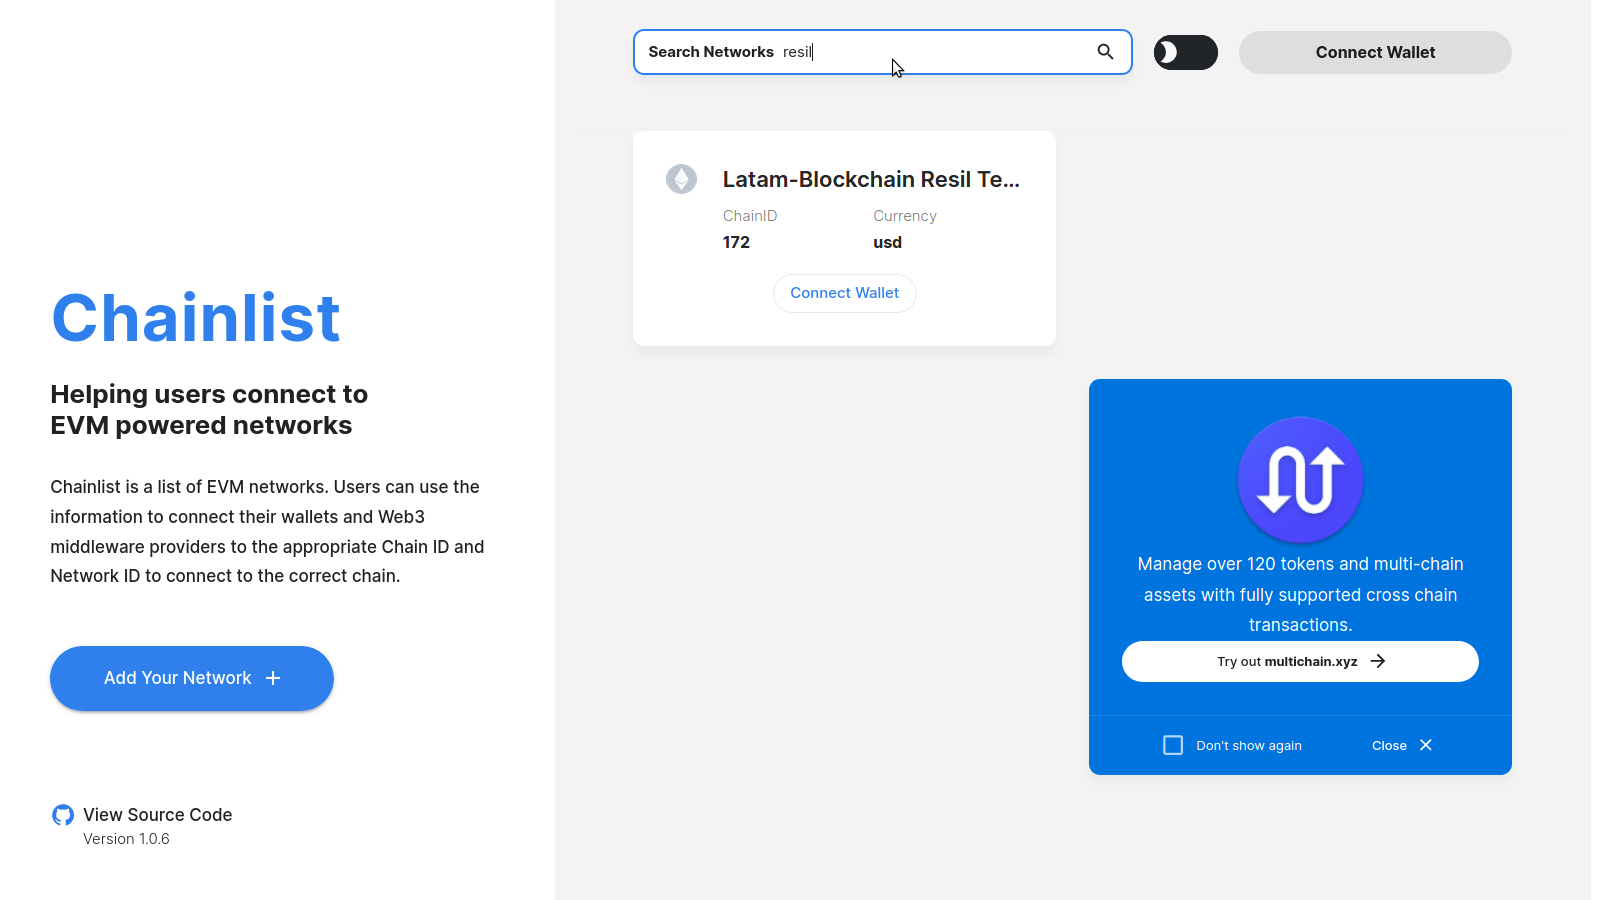 Search Networks resil
Connect Wallet
Latam-Blockchain Resil Te...
ChainID Currency
172 usd
Connect Wallet
Chainlist
Helping users connect to
EVM powered networks
Chainlist is a list of EVM networks. Users can use the
information to connect their wallets and Web3
middleware providers to the appropriate Chain ID and
Network ID to connect to the correct chain.
Add Your Network
View Source Code
Version 1.0.6
Manage over 120 tokens and multi-chain
assets with fully supported cross chain
transactions.
Try out multichain.xyz
Don't show again Close